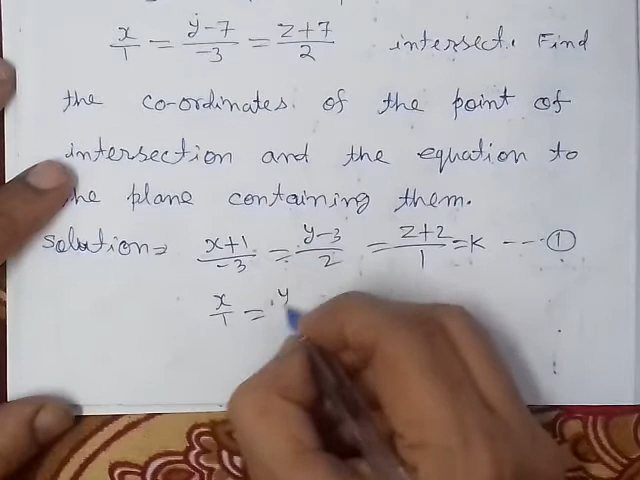 x/1 = y-7/-3 = z+7/2 intersect. Find
the co-ordinates. of the point of
intersection and the equation to
the plane containing them.
Solution= x+1/-3 = y-3/2 = z+2/1 = K ---- ①
x/1 = y